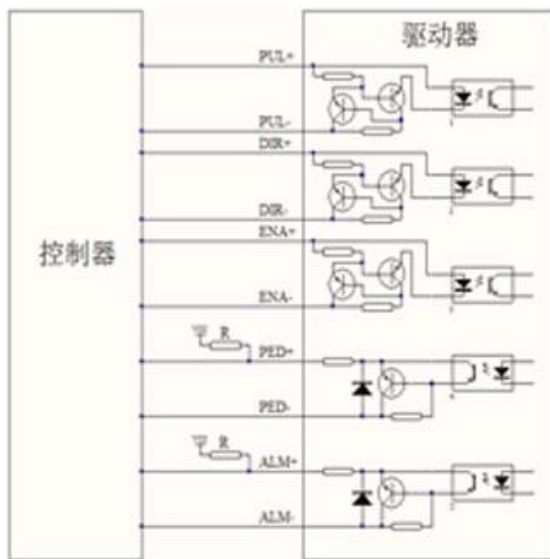 驱动器
控制器
PUL+
PUL-
DIR+
DIR-
ENA+
ENA-
R
PED+
PED-
R
ALM+
ALM-